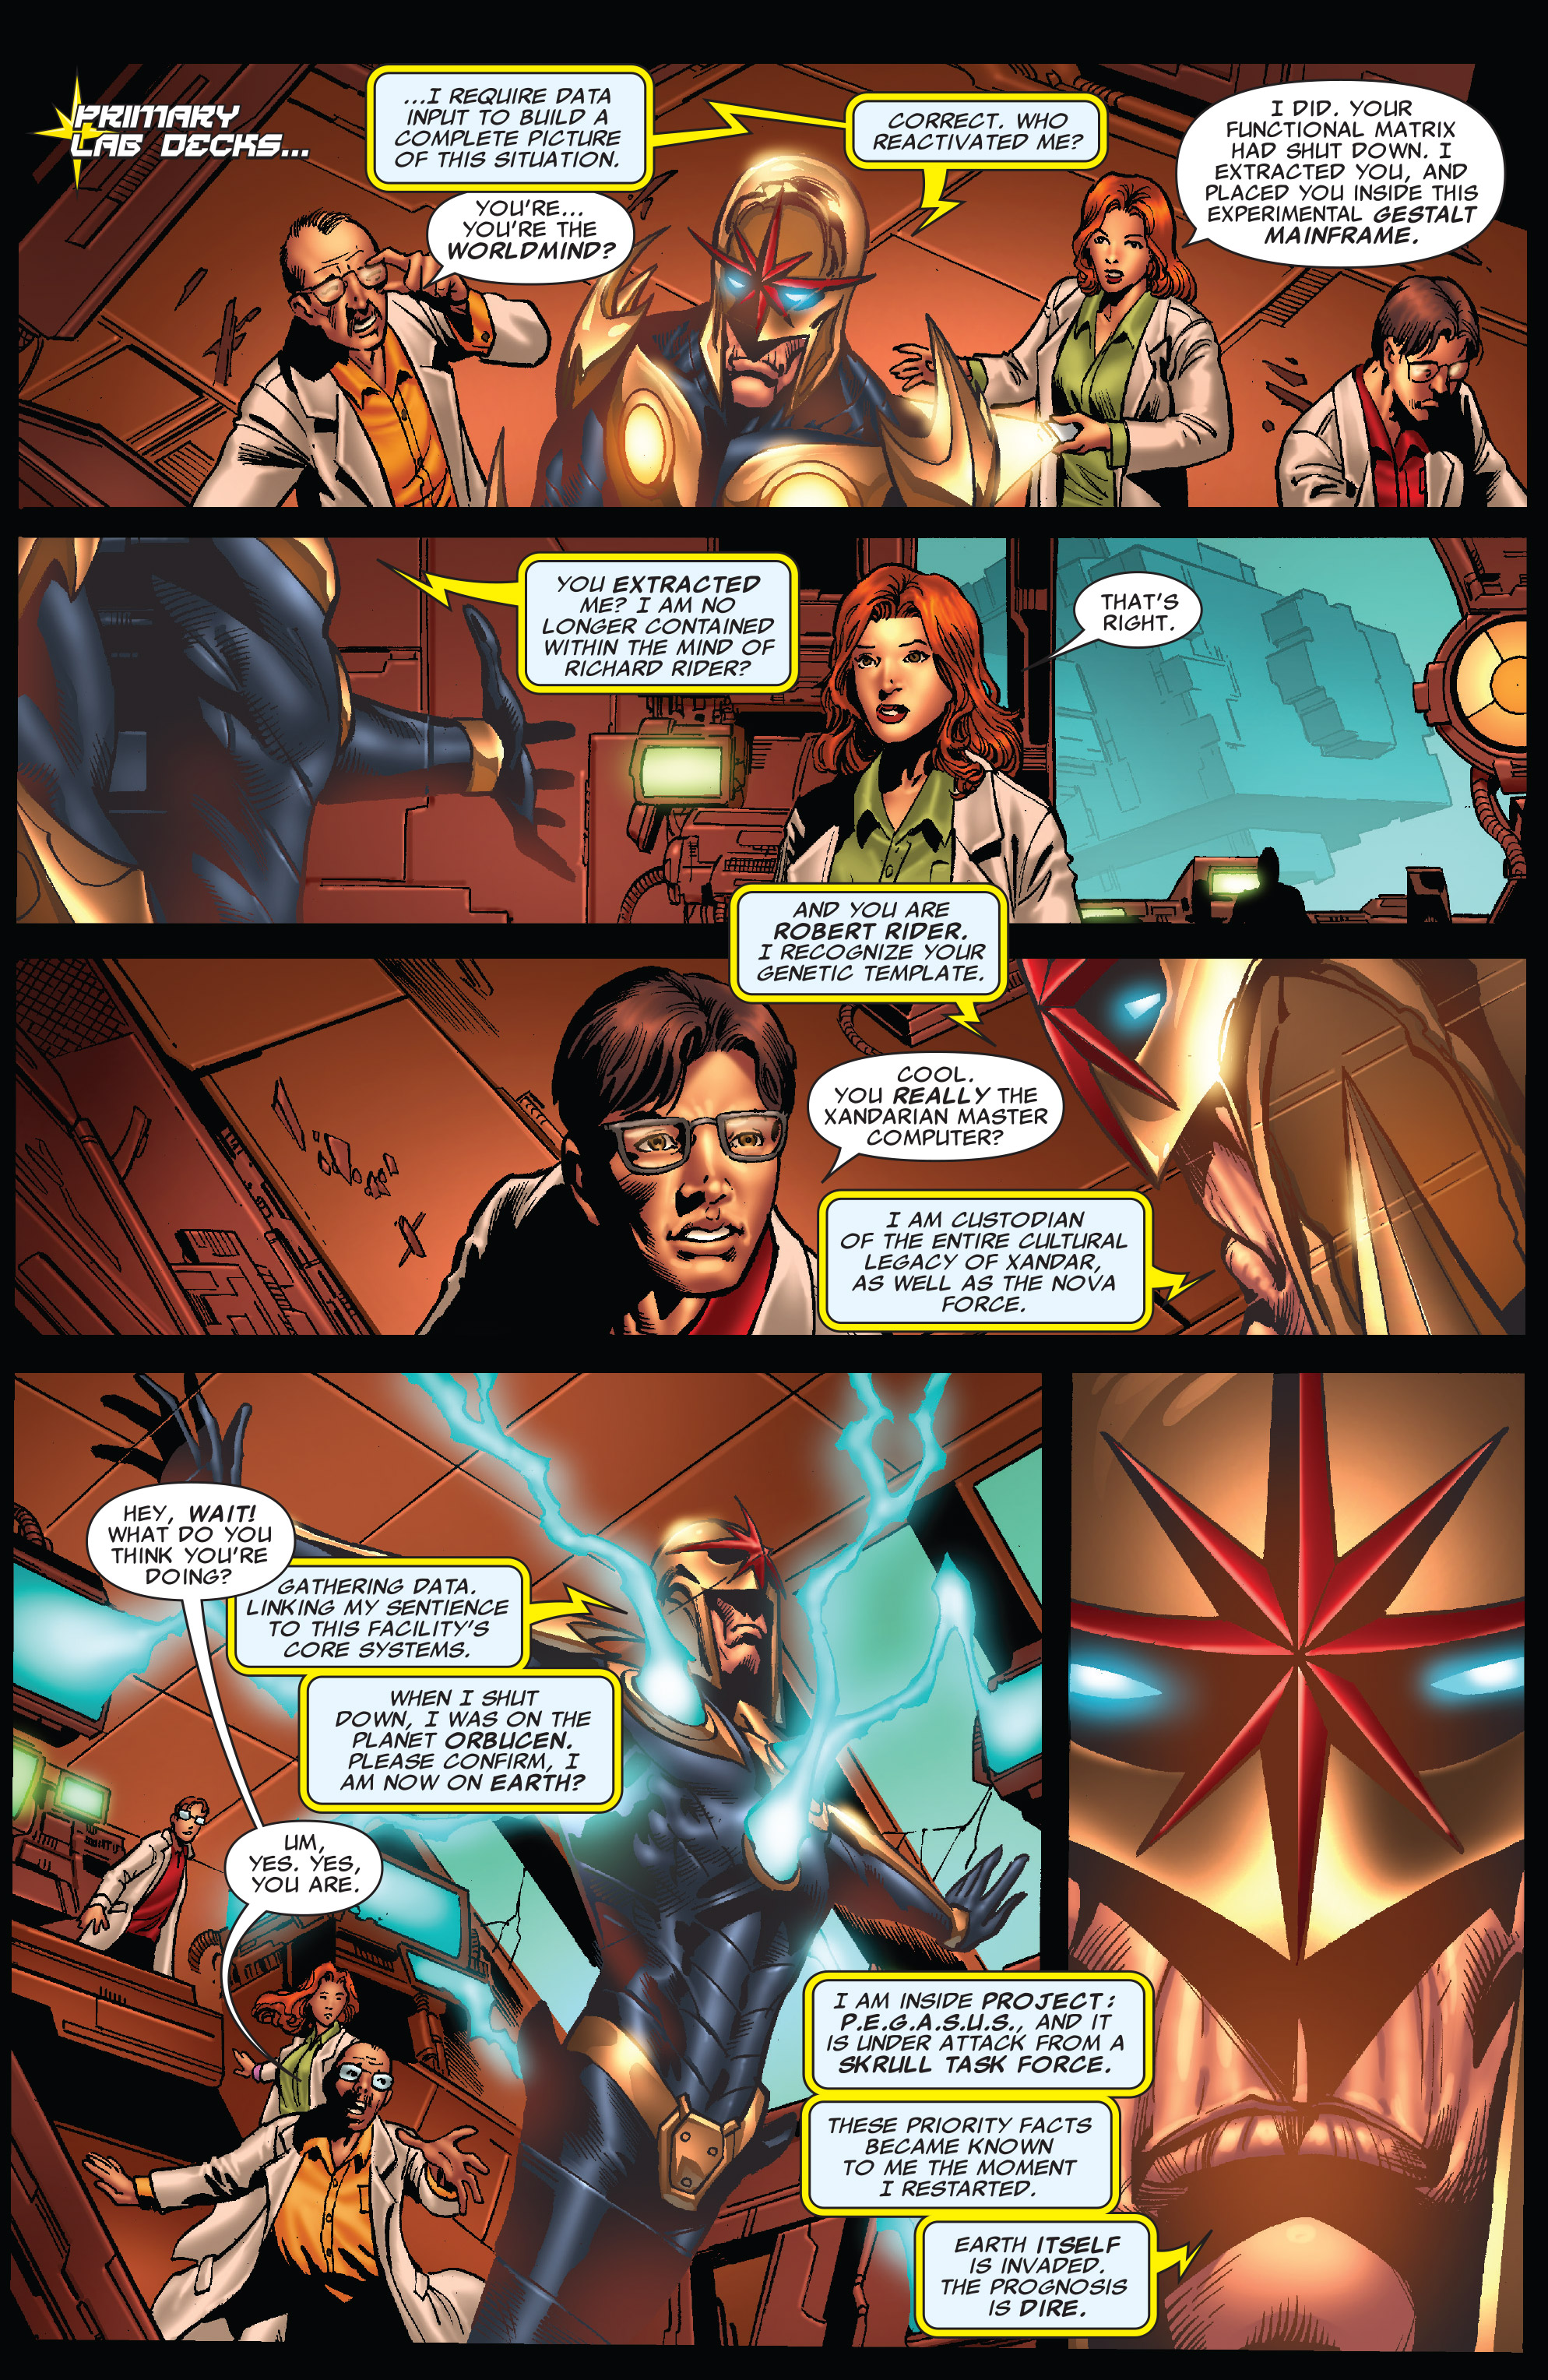 PRIMARY
LAB DECKS...
...I REQUIRE DATA
INPUT TO BUILD A
COMPLETE PICTURE
OF THIS SITUATION.
YOU'RE...
YOU'RE THE
WORLDMIND?
CORRECT. WHO
REACTIVATED ME?
I DID. YOUR
FUNCTIONAL MATRIX
HAD SHUT DOWN. I
EXTRACTED YOU, AND
PLACED YOU INSIDE THIS
EXPERIMENTAL GESTALT
MAINFRAME.
YOU EXTRACTED
ME? I AM NO
LONGER CONTAINED
WITHIN THE MIND OF
RICHARD RIDER?
THAT'S
RIGHT.
AND YOU ARE
ROBERT RIDER.
I RECOGNIZE YOUR
GENETIC TEMPLATE.
COOL.
YOU REALLY THE
XANDARIAN MASTER
COMPUTER?
I AM CUSTODIAN
OF THE ENTIRE CULTURAL
LEGACY OF XANDAR,
AS WELL AS THE NOVA
FORCE.
HEY, WAIT!
WHAT DO YOU
THINK YOU'RE
DOING?
GATHERING DATA.
LINKING MY SENTIENCE
TO THIS FACILITY'S
CORE SYSTEMS.
WHEN I SHUT
DOWN, I WAS ON THE
PLANET ORBUCEN.
PLEASE CONFIRM, I
AM NOW ON EARTH?
UM,
YES. YES,
YOU ARE.
I AM INSIDE PROJECT:
P.E.G.A.S.U.S., AND IT
IS UNDER ATTACK FROM A
SKRULL TASK FORCE.
THESE PRIORITY FACTS
BECAME KNOWN
TO ME THE MOMENT
I RESTARTED.
EARTH ITSELF
IS INVADED.
THE PROGNOSIS
IS DIRE.